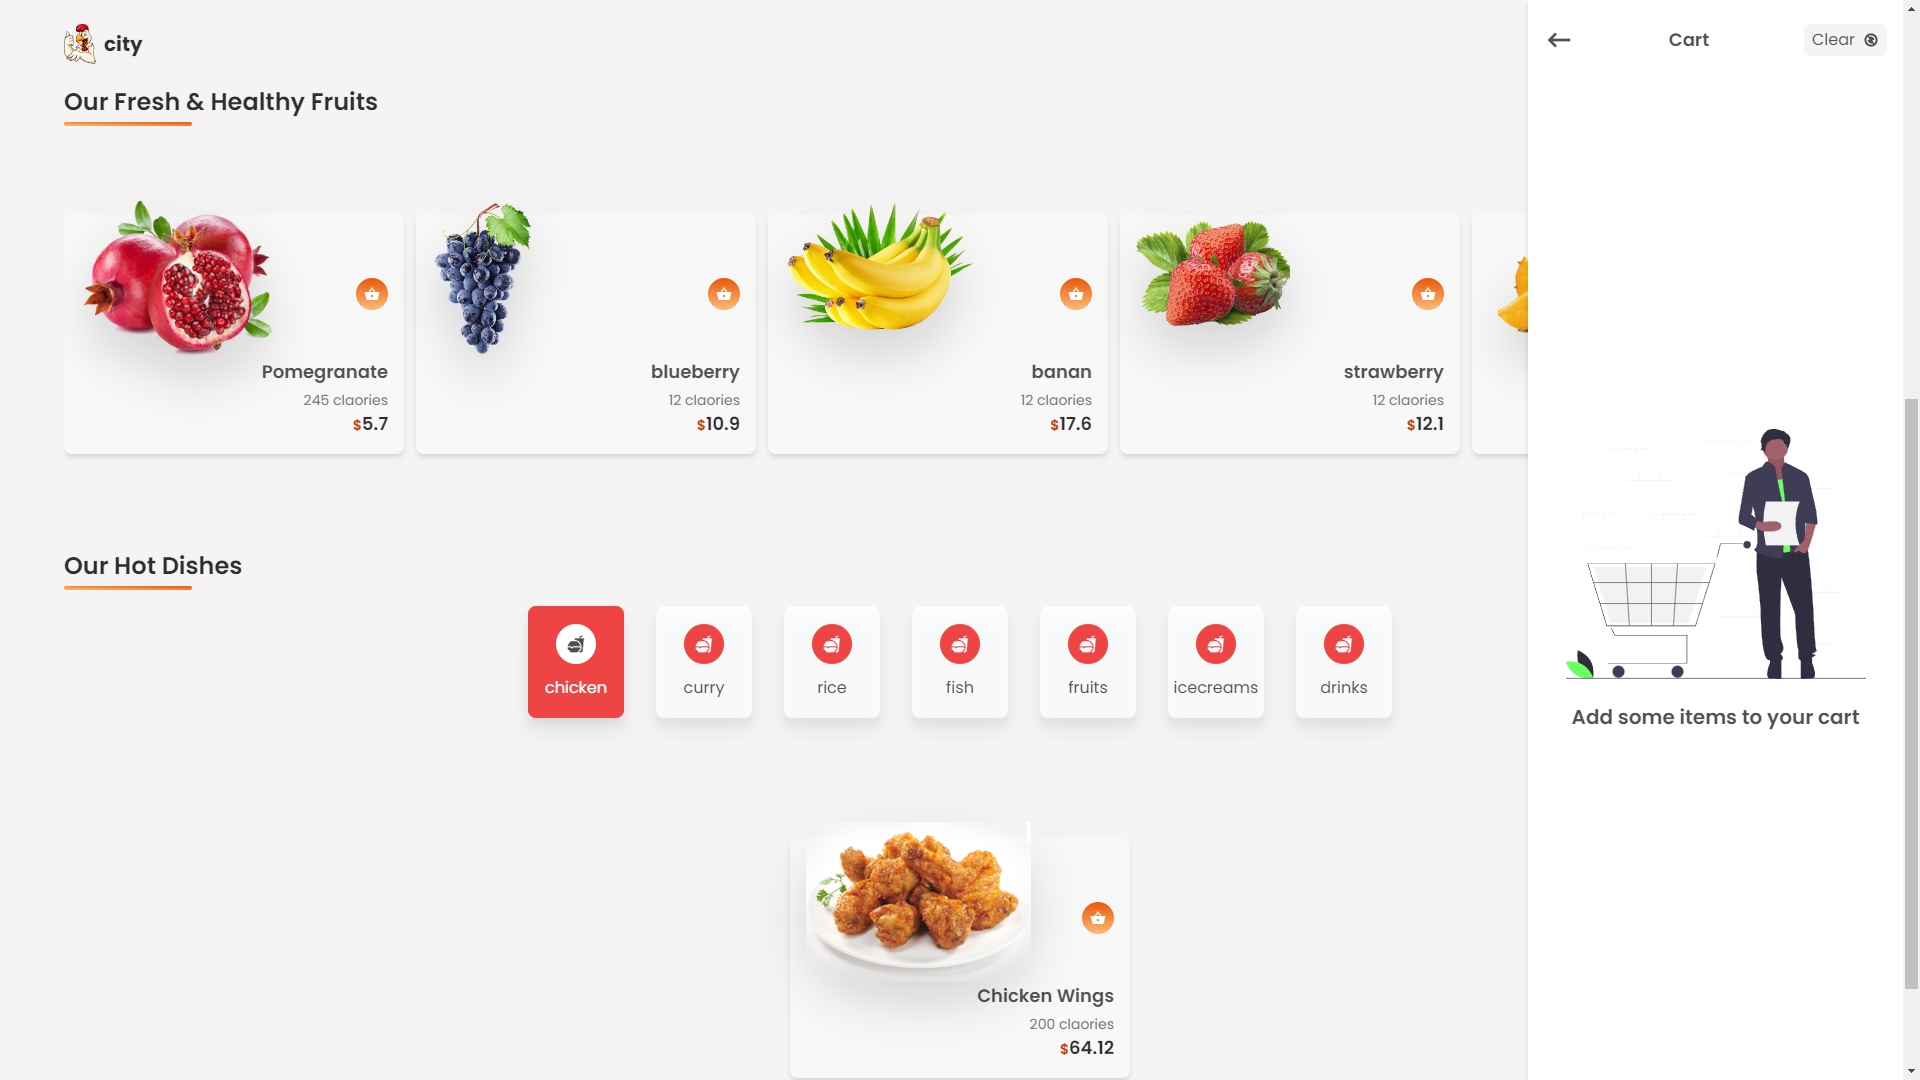 city
Our Fresh & Healthy Fruits
Pomegranate
245 claories
$5.7
blueberry
12 claories
$10.9
banan
12 claories
$17.6
strawberry
12 claories
$12.1
Our Hot Dishes
chicken
curry
rice
fish
fruits
icecreams
drinks
Chicken Wings
200 claories
$64.12
Cart
Clear
Add some items to your cart